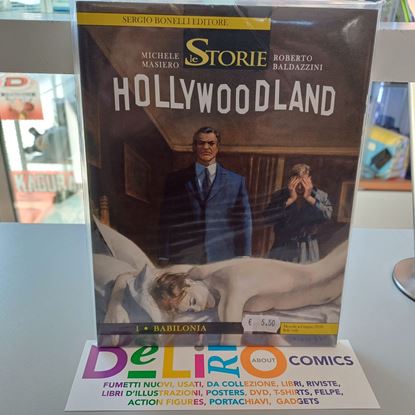 SERGIO BONELLI EDITORE
le STORIE
MICHELE MASIERO
ROBERTO BALDAZZINI
HOLLYWOODLAND
€ 5,50
1 • BABILONIA
DeLiRiO
ABOUT
COMICS
FUMETTI NUOVI, USATI, DA COLLEZIONE, LIBRI, RIVISTE,
LIBRI D'ILLUSTRAZIONI, POSTERS, DVD, T-SHIRTS, FELPE,
ACTION FIGURES, PORTACHIAVI, GADGETS